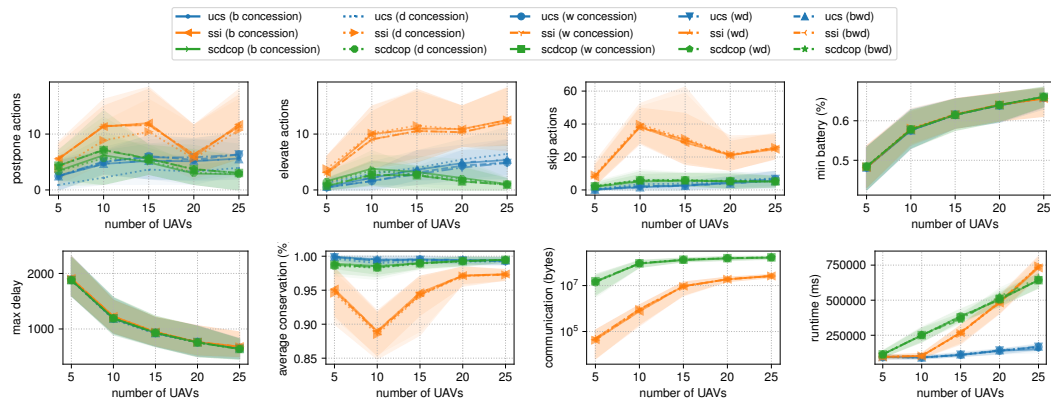 ucs (b concession) ucs (d concession) ucs (w concession) ucs (wd) ucs (bwd)
ssi (b concession) ssi (d concession) ssi (w concession) ssi (wd) ssi (bwd)
scdcop (b concession) scdcop (d concession) scdcop (w concession) scdcop (wd) scdcop (bwd)
postpone actions
10
0
5 10 15 20 25
number of UAVs
elevate actions
20
10
0
5 10 15 20 25
number of UAVs
skip actions
60
40
20
0
5 10 15 20 25
number of UAVs
min battery (%)
0.6
0.5
5 10 15 20 25
number of UAVs
max delay
2000
1000
5 10 15 20 25
number of UAVs
average conservation (%
1.00
0.95
0.90
0.85
5 10 15 20 25
number of UAVs
communication (bytes)
10⁷
10⁵
5 10 15 20 25
number of UAVs
runtime (ms)
750000
500000
250000
5 10 15 20 25
number of UAVs